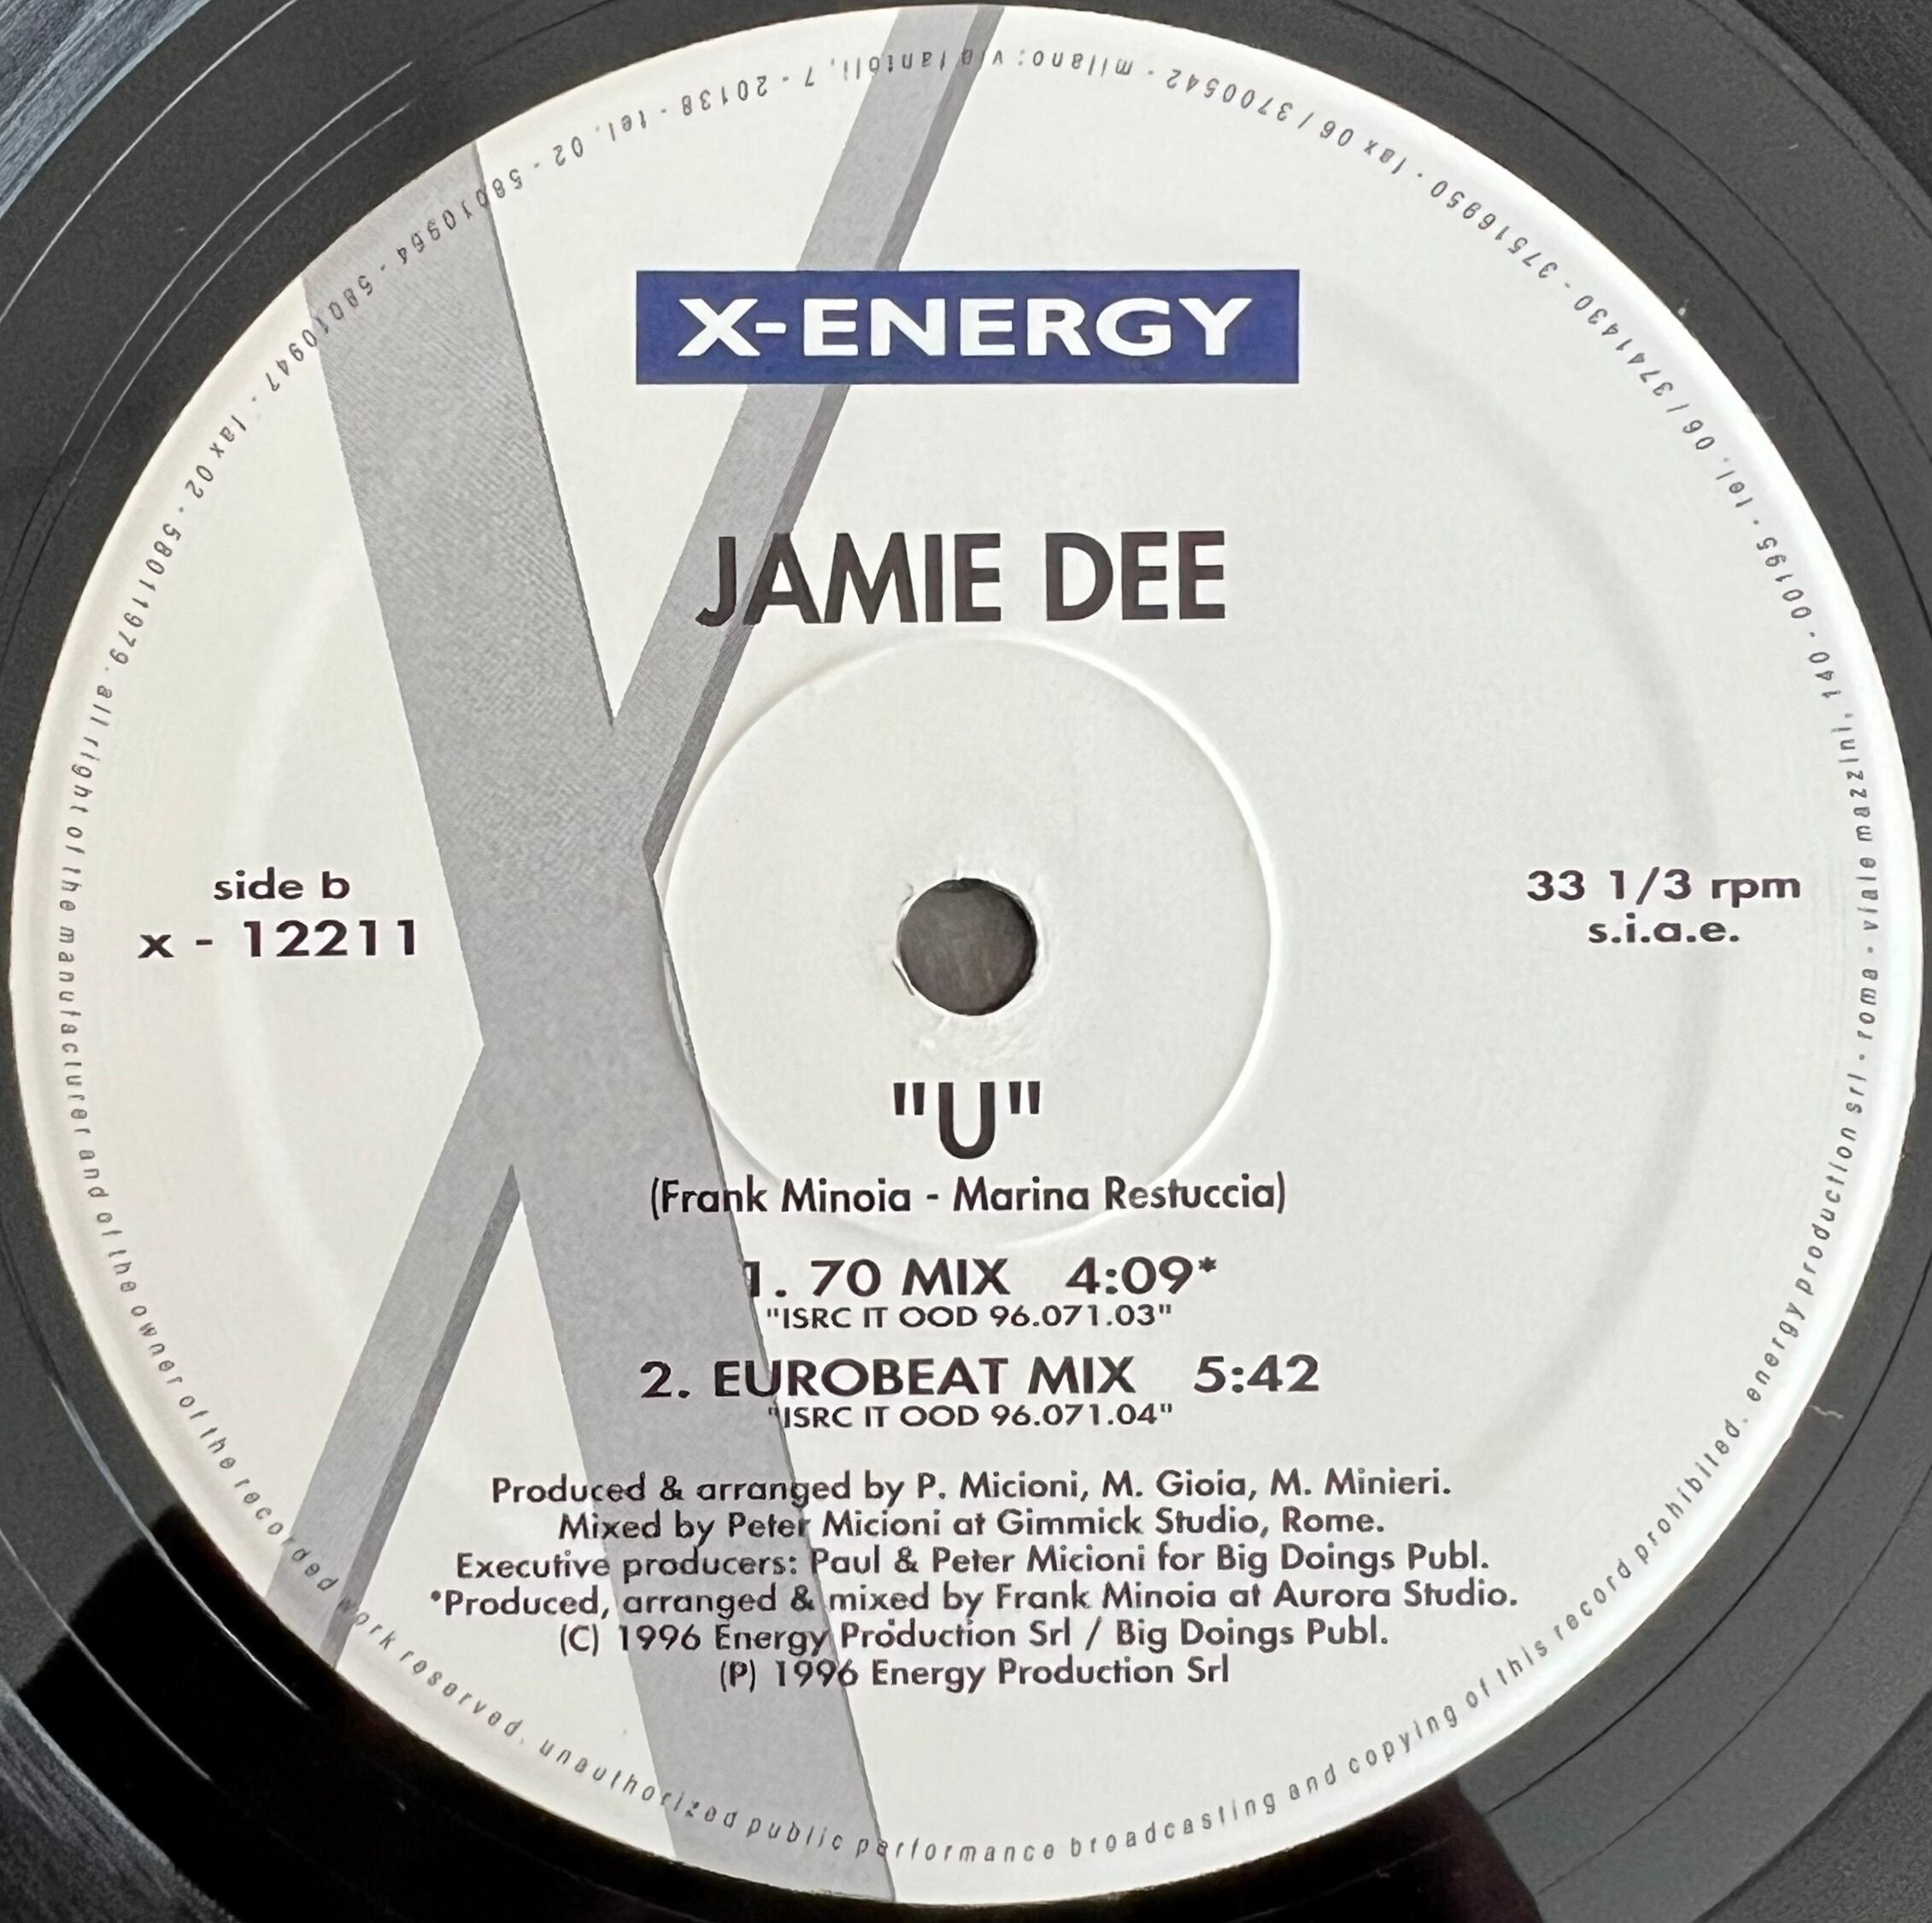 X-ENERGY
JAMIE DEE
side b
x - 12211
33 1/3 rpm
s.i.a.e.
"U"
(Frank Minoia - Marina Restuccia)
1. 70 MIX 4:09*
"ISRC IT OOD 96.071.03"
2. EUROBEAT MIX 5:42
"ISRC IT OOD 96.071.04"
Produced & arranged by P. Micioni, M. Gioia, M. Minieri.
Mixed by Peter Micioni at Gimmick Studio, Rome.
Executive producers: Paul & Peter Micioni for Big Doings Publ.
*Produced, arranged & mixed by Frank Minoia at Aurora Studio.
(C) 1996 Energy Production Srl / Big Doings Publ.
(P) 1996 Energy Production Srl
all right of the manufacturer and of the owner of the recorded work reserved. unauthorized public performance broadcasting and copying of this record prohibited. energy production srl - roma - viale mazzini, 140 - 00195 - tel. 06 / 3741430 - 37516950 - fax 06 / 3700542 - milano: via fantoli, 7 - 20138 - tel. 02 - 58010964 - 58010947 - fax 02 - 58011979.